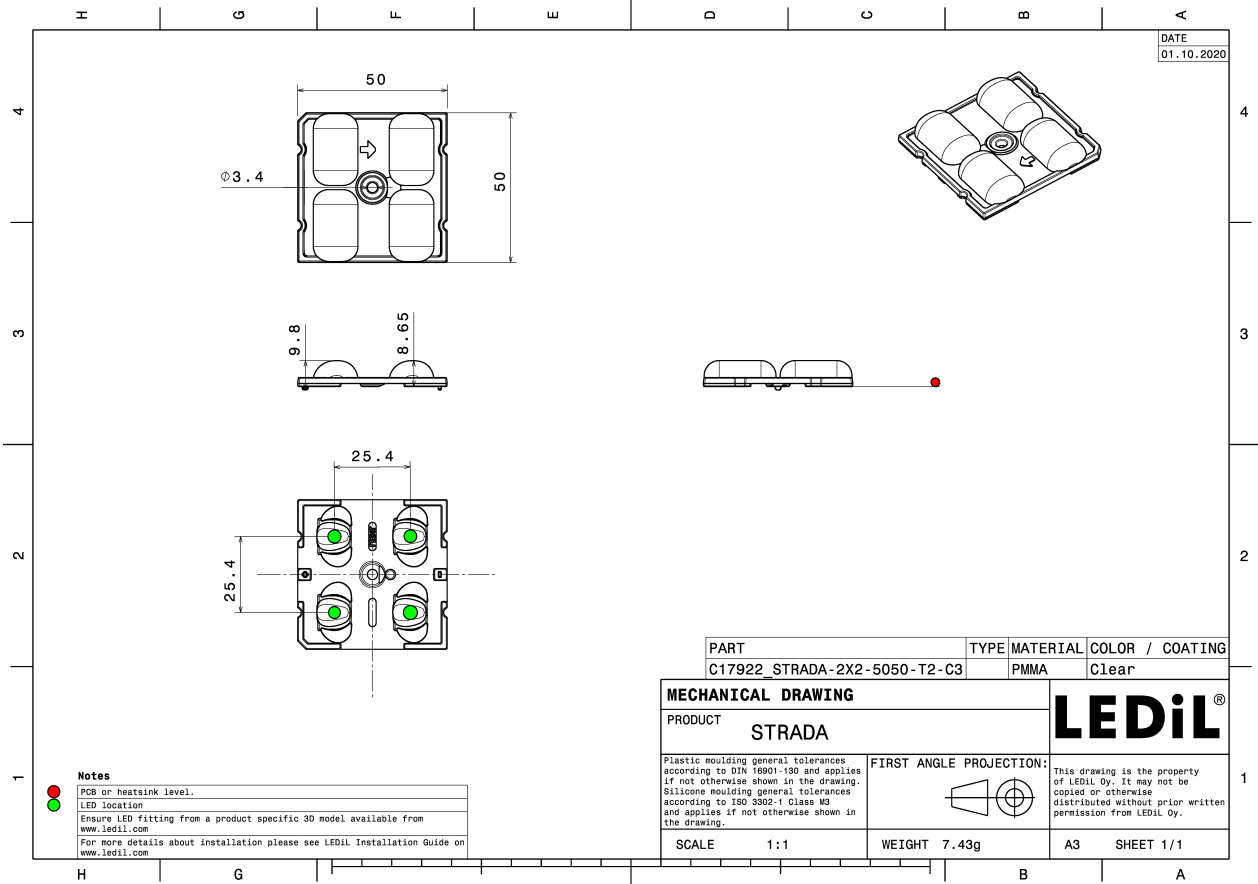 H G F E D C B A
DATE
01.10.2020
4
4
50
50
Ø3.4
3
3
9.8
8.65
25.4
25.4
2
2
PART TYPE MATERIAL COLOR / COATING
C17922_STRADA-2X2-5050-T2-C3 PMMA Clear
MECHANICAL DRAWING
PRODUCT
STRADA
LEDiL®
Plastic moulding general tolerances
according to DIN 16901-130 and applies
if not otherwise shown in the drawing.
Silicone moulding general tolerances
according to ISO 3302-1 Class M3
and applies if not otherwise shown in
the drawing.
FIRST ANGLE PROJECTION:
This drawing is the property
of LEDiL Oy. It may not be
copied or otherwise
distributed without prior written
permission from LEDiL Oy.
SCALE 1:1
WEIGHT 7.43g
A3 SHEET 1/1
1
1
Notes
PCB or heatsink level.
LED location
Ensure LED fitting from a product specific 3D model available from
www.ledil.com
For more details about installation please see LEDiL Installation Guide on
www.ledil.com
H G F B A